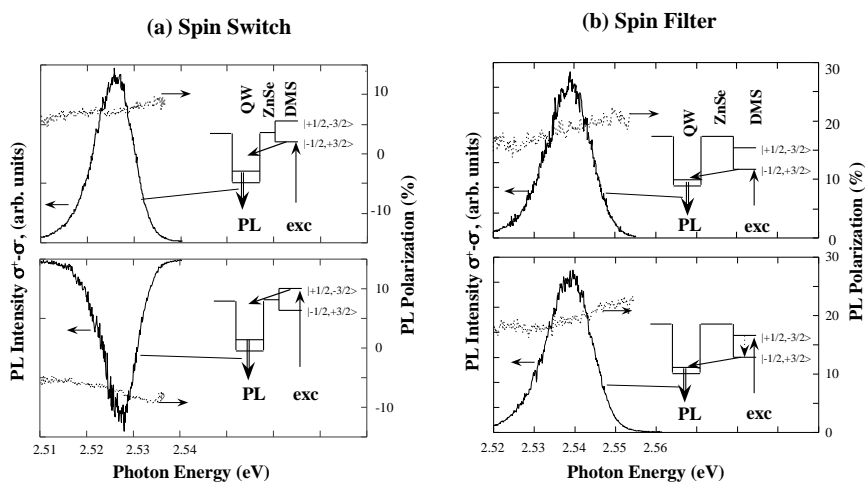 (a) Spin Switch
(b) Spin Filter
PL Intensity σ⁺-σ⁻, (arb. units)
QW
ZnSe
DMS
|+1/2,-3/2>
|-1/2,+3/2>
PL
exc
10
0
-10
PL Polarization (%)
|+1/2,-3/2>
|-1/2,+3/2>
PL
exc
10
0
-10
2.51
2.52
2.53
2.54
Photon Energy (eV)
PL Intensity σ⁺-σ⁻, (arb. units)
QW
ZnSe
DMS
|+1/2,-3/2>
|-1/2,+3/2>
PL
exc
30
20
10
0
PL Polarization (%)
|+1/2,-3/2>
|-1/2,+3/2>
PL
exc
30
20
10
0
2.52
2.53
2.54
2.55
2.56
Photon Energy (eV)